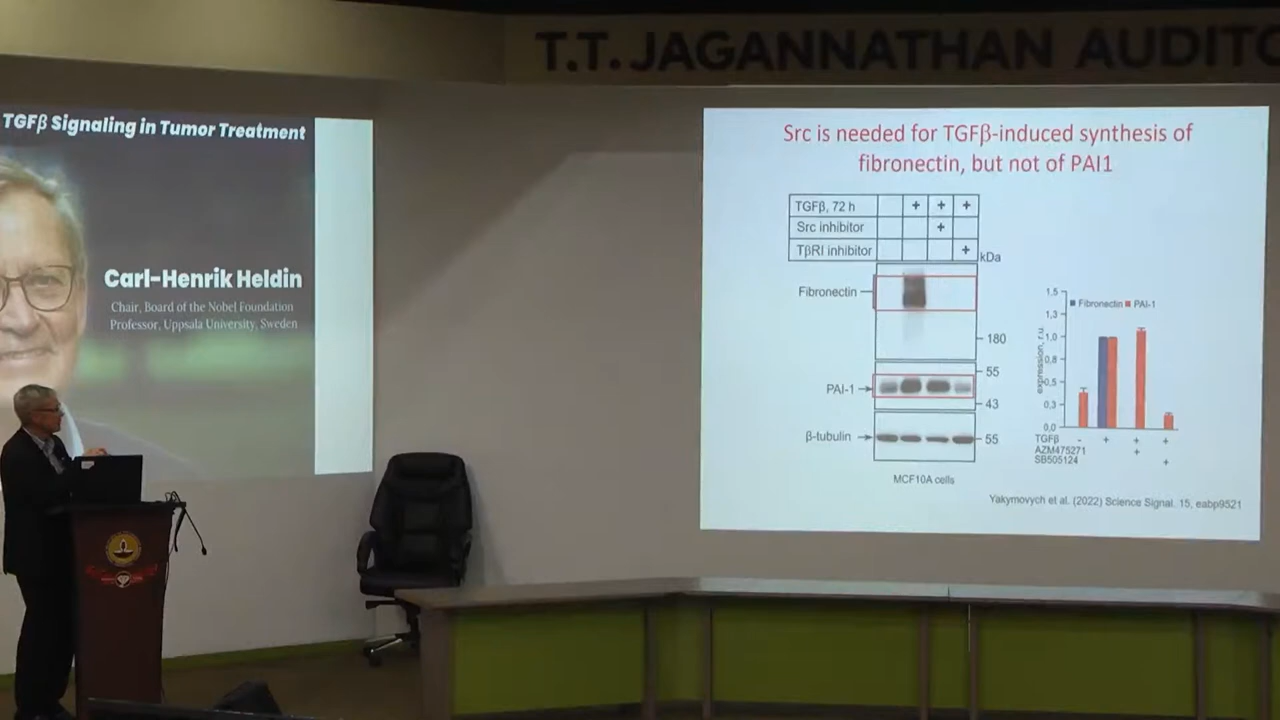 T.T. JAGANNATHAN AUDITO
TGFβ Signaling in Tumor Treatment
Carl-Henrik Heldin
Chair, Board of the Nobel Foundation
Professor, Uppsala University, Sweden
Src is needed for TGFβ-induced synthesis of
fibronectin, but not of PAI1
TGFβ, 72 h + + +
Src inhibitor +
TβRI inhibitor +
kDa
Fibronectin
180
55
PAI-1
43
β-tubulin
55
MCF10A cells
1,5
Fibronectin PAI-1
1,3
1,0
0,8
0,5
0,3
0,0
expression, r.u.
TGFβ - + + +
AZM475271 +
SB505124 +
Yakymovych et al. (2022) Science Signal. 15, eabp9521